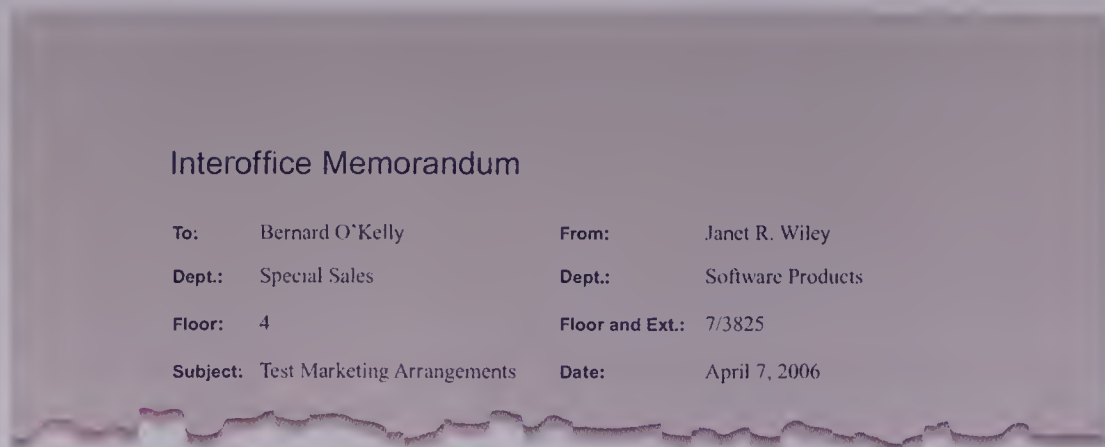 Interoffice Memorandum
To: Bernard O'Kelly From: Janet R. Wiley
Dept.: Special Sales Dept.: Software Products
Floor: 4 Floor and Ext.: 7/3825
Subject: Test Marketing Arrangements Date: April 7, 2006